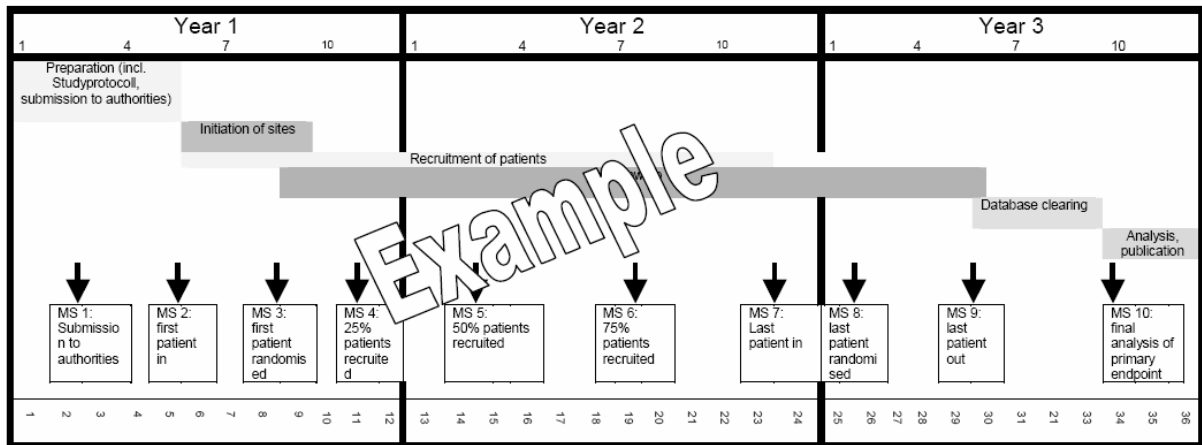 Year 1 Year 2 Year 3
1 4 7 10 1 4 7 10 1 4 7 10
Preparation (incl.
Studyprotocoll,
submission to authorities)
Initiation of sites
Recruitment of patients
Database clearing
Analysis,
publication
Example
MS 1:
Submissio
n to
authorities
MS 2:
first
patient
in
MS 3:
first
patient
randomis
ed
MS 4:
25%
patients
recruite
d
MS 5:
50% patients
recruited
MS 6:
75%
patients
recruited
MS 7:
Last
patient in
MS 8:
last
patient
randomi
sed
MS 9:
last
patient
out
MS 10:
final
analysis of
primary
endpoint
1 2 3 4 5 6 7 8 9 10 11 12 13 14 15 16 17 18 19 20 21 22 23 24 25 26 27 28 29 30 31 32 33 34 35 36